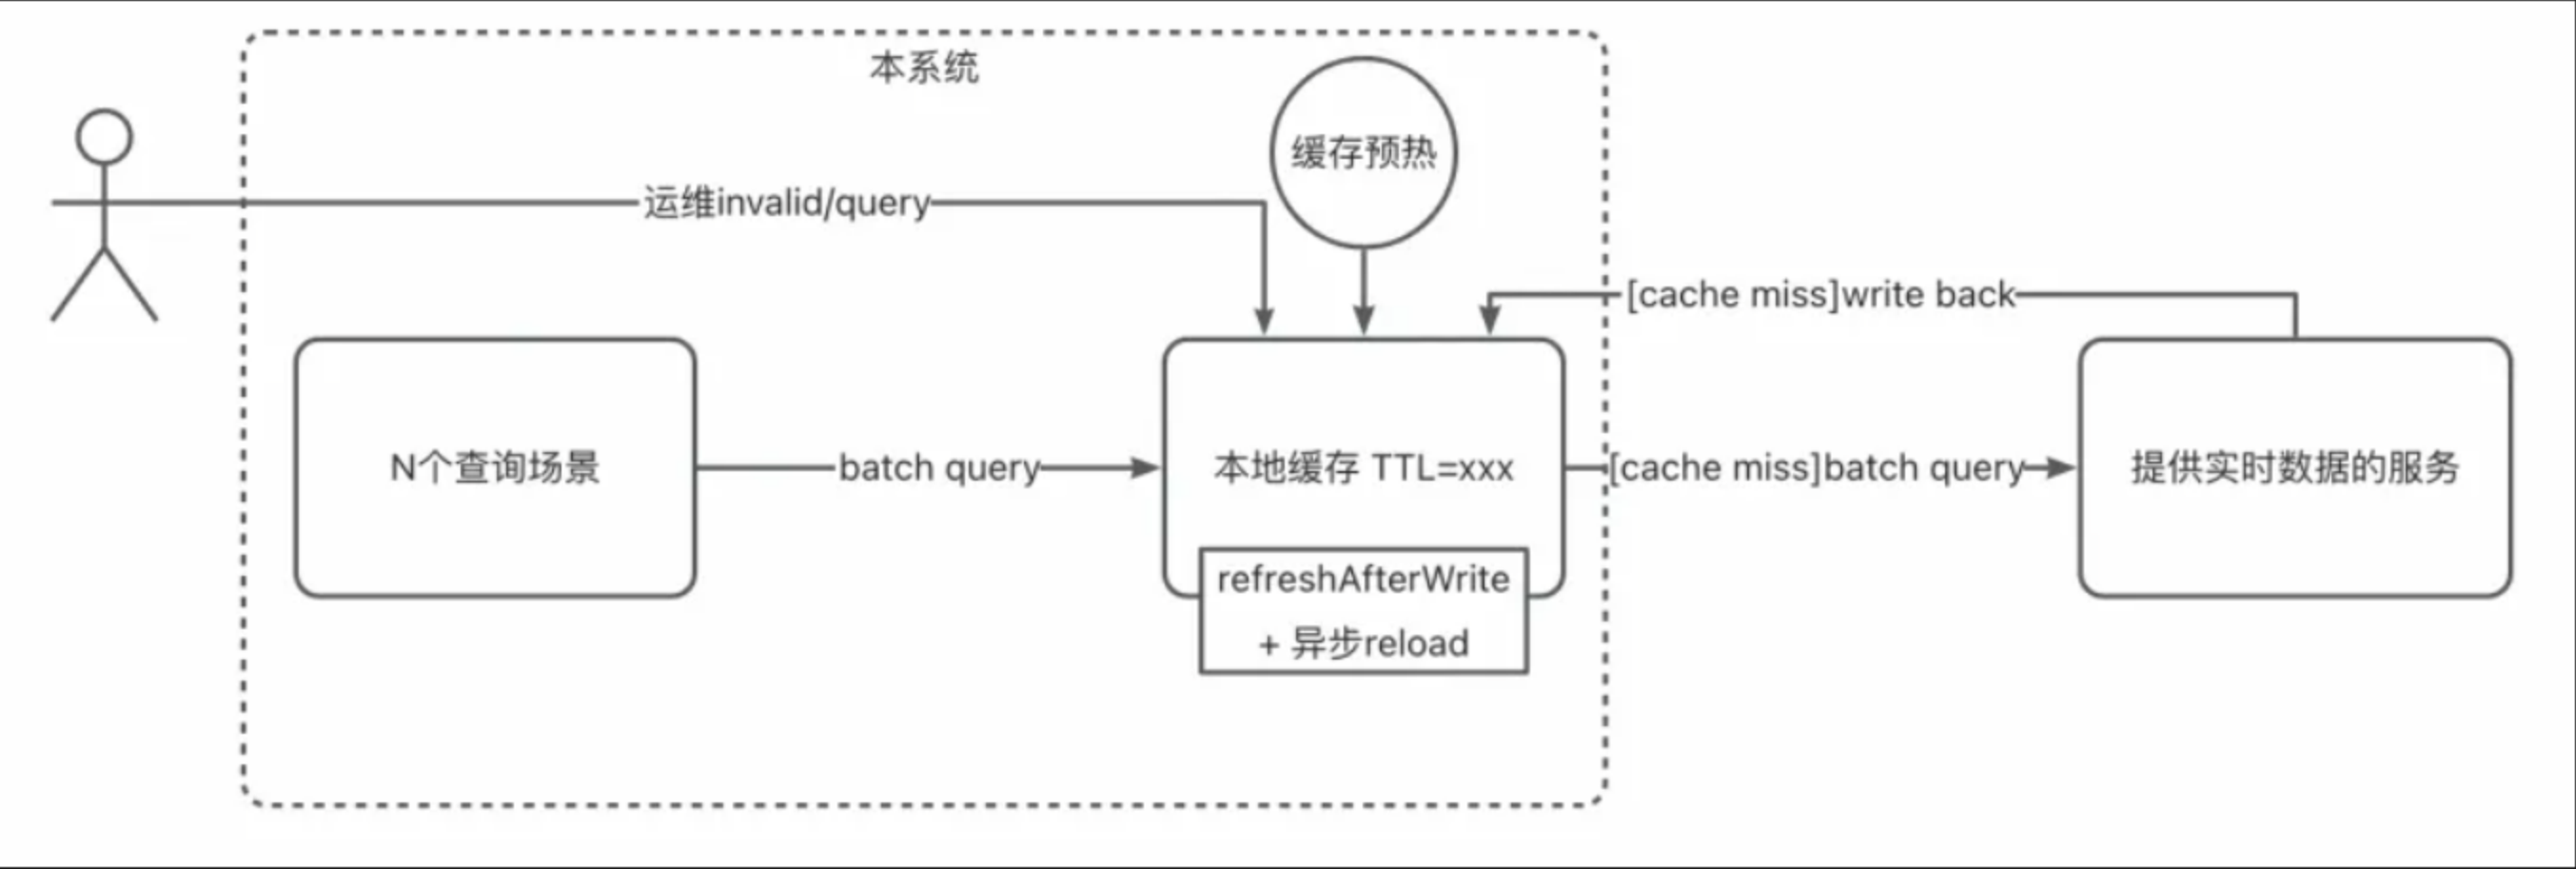 本系统
缓存预热
运维invalid/query
[cache miss]write back
N个查询场景
batch query
本地缓存 TTL=xxx
[cache miss]batch query
提供实时数据的服务
refreshAfterWrite
+ 异步reload